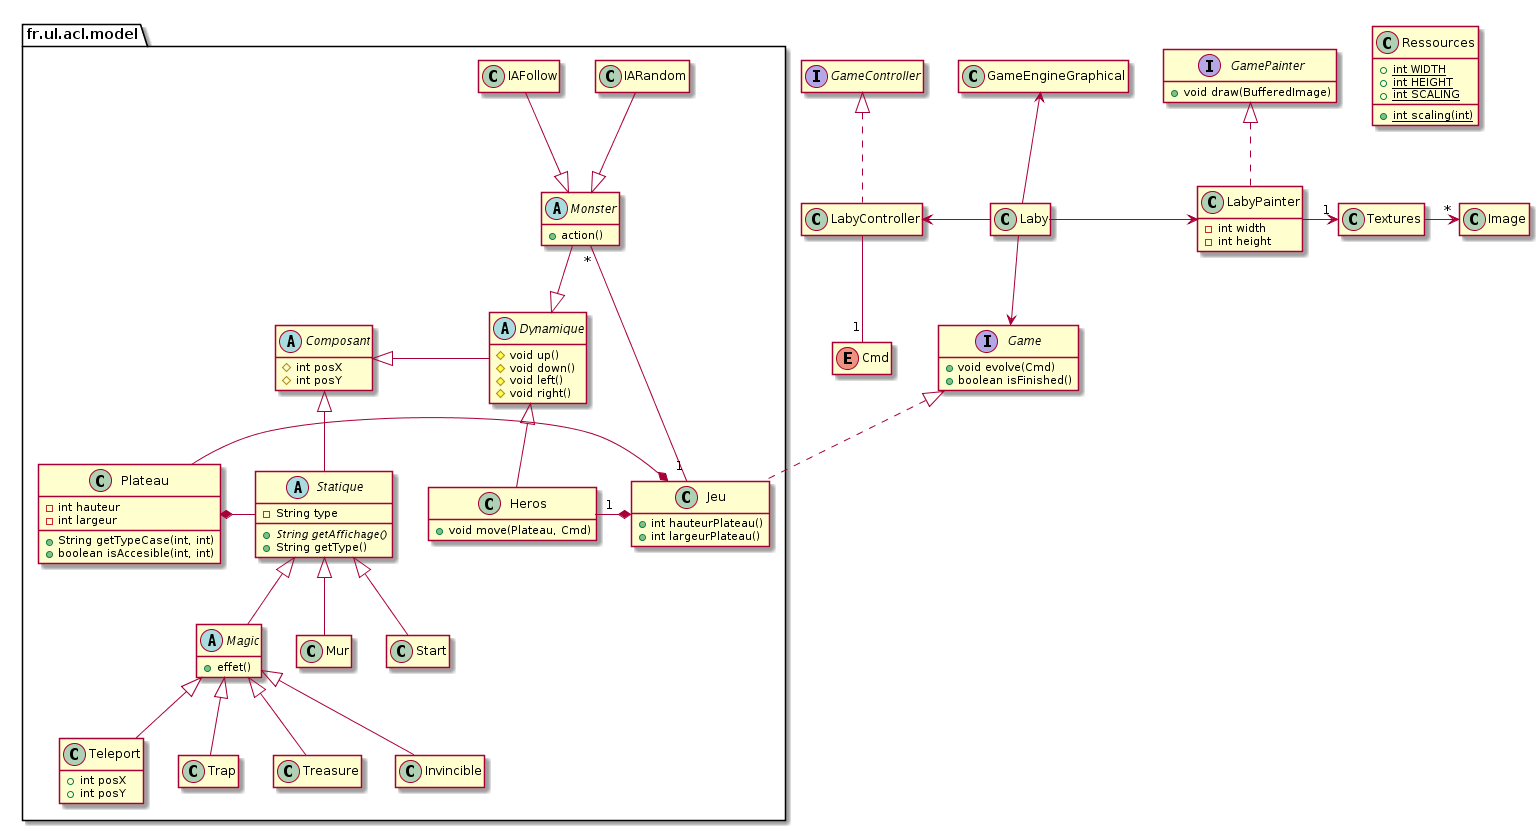 fr.ul.acl.model
C IAFollow
C IARandom
A Monster
action()
*
A Composant
int posX
int posY
A Dynamique
void up()
void down()
void left()
void right()
C Plateau
int hauteur
int largeur
String getTypeCase(int, int)
boolean isAccesible(int, int)
A Statique
String type
String getAffichage()
String getType()
C Heros
void move(Plateau, Cmd)
1
1
C Jeu
int hauteurPlateau()
int largeurPlateau()
A Magic
effet()
C Mur
C Start
C Teleport
int posX
int posY
C Trap
C Treasure
C Invincible
I GameController
C GameEngineGraphical
I GamePainter
void draw(BufferedImage)
C Ressources
int WIDTH
int HEIGHT
int SCALING
int scaling(int)
C LabyController
C Laby
C LabyPainter
int width
int height
1
C Textures
*
C Image
1
E Cmd
I Game
void evolve(Cmd)
boolean isFinished()